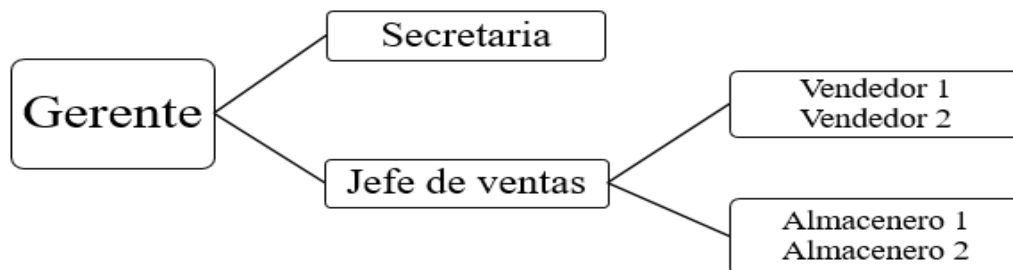 Gerente
Secretaria
Jefe de ventas
Vendedor 1
Vendedor 2
Almacenero 1
Almacenero 2